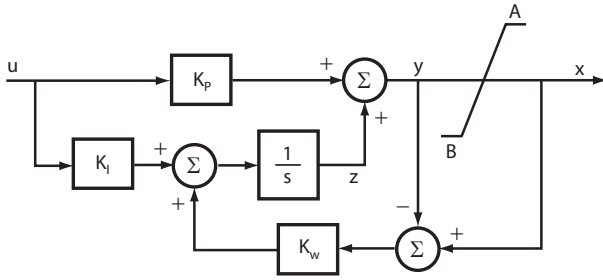 A
u
K_P
+
Σ
y
x
+
B
K_I
+
Σ
1
s
z
+
−
K_w
Σ
+